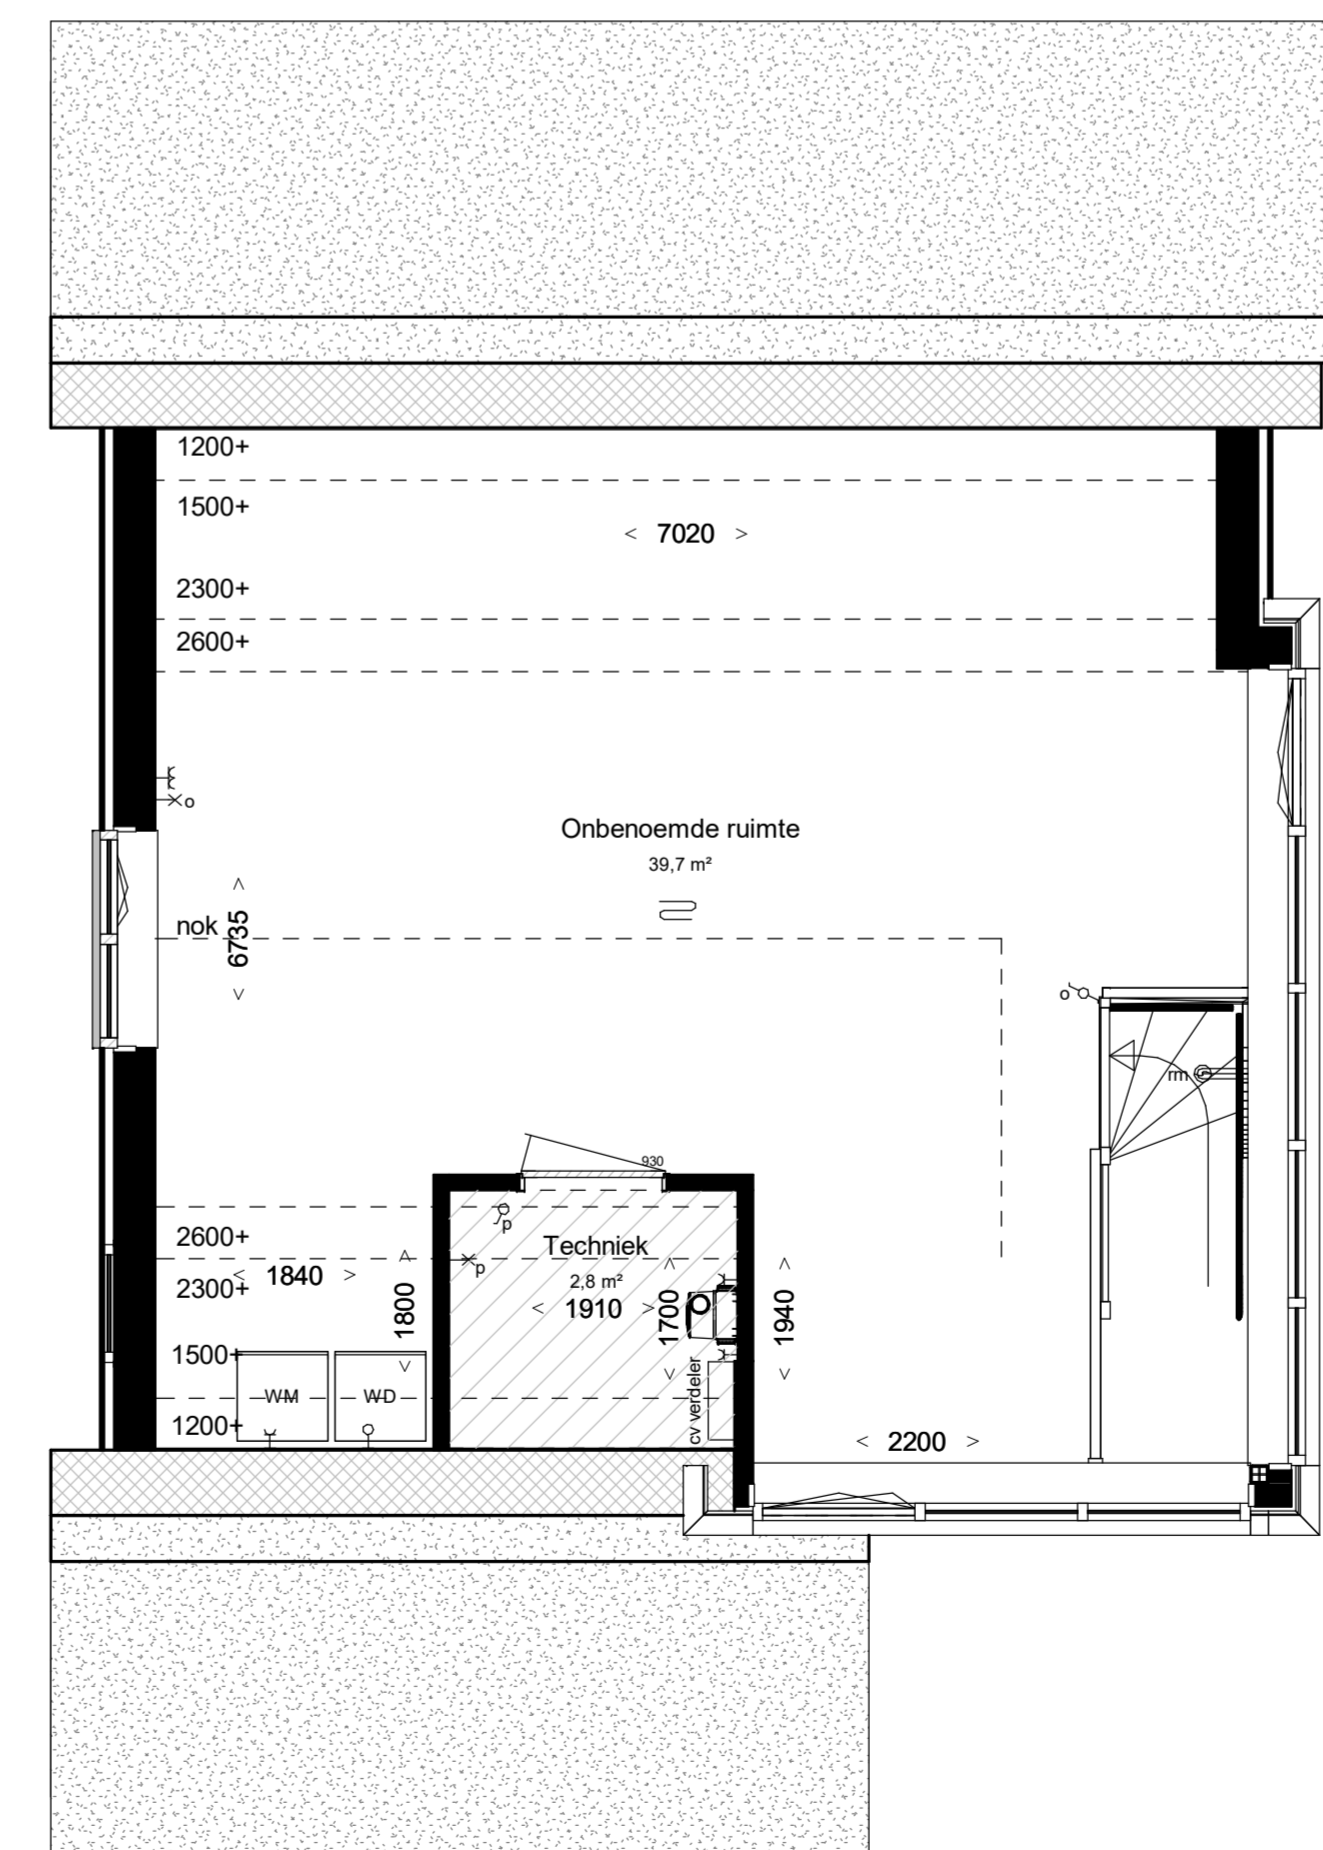 1200+
1500+
< 7020 >
2300+
2600+
o
Onbenoemde ruimte
39,7 m²
nok
< 6735 >
o
rm
930
p
2600+
Techniek
p
2300+
< 1840 >
< 1800 >
2,8 m²
< 1910 >
< 1700 >
< 1940 >
1500+
WM
WD
cv verdeler
1200+
< 2200 >